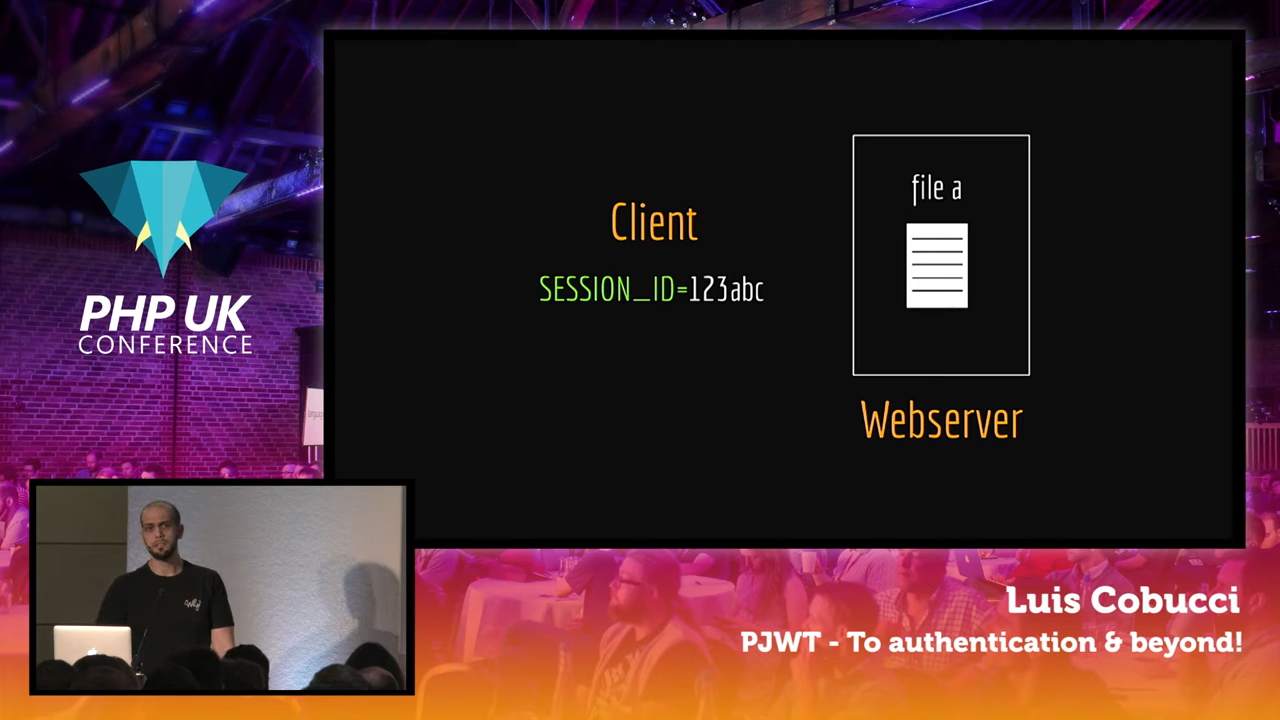 PHP UK
CONFERENCE
Client
SESSION_ID=123abc
file a
Webserver
Luis Cobucci
PJWT - To authentication & beyond!